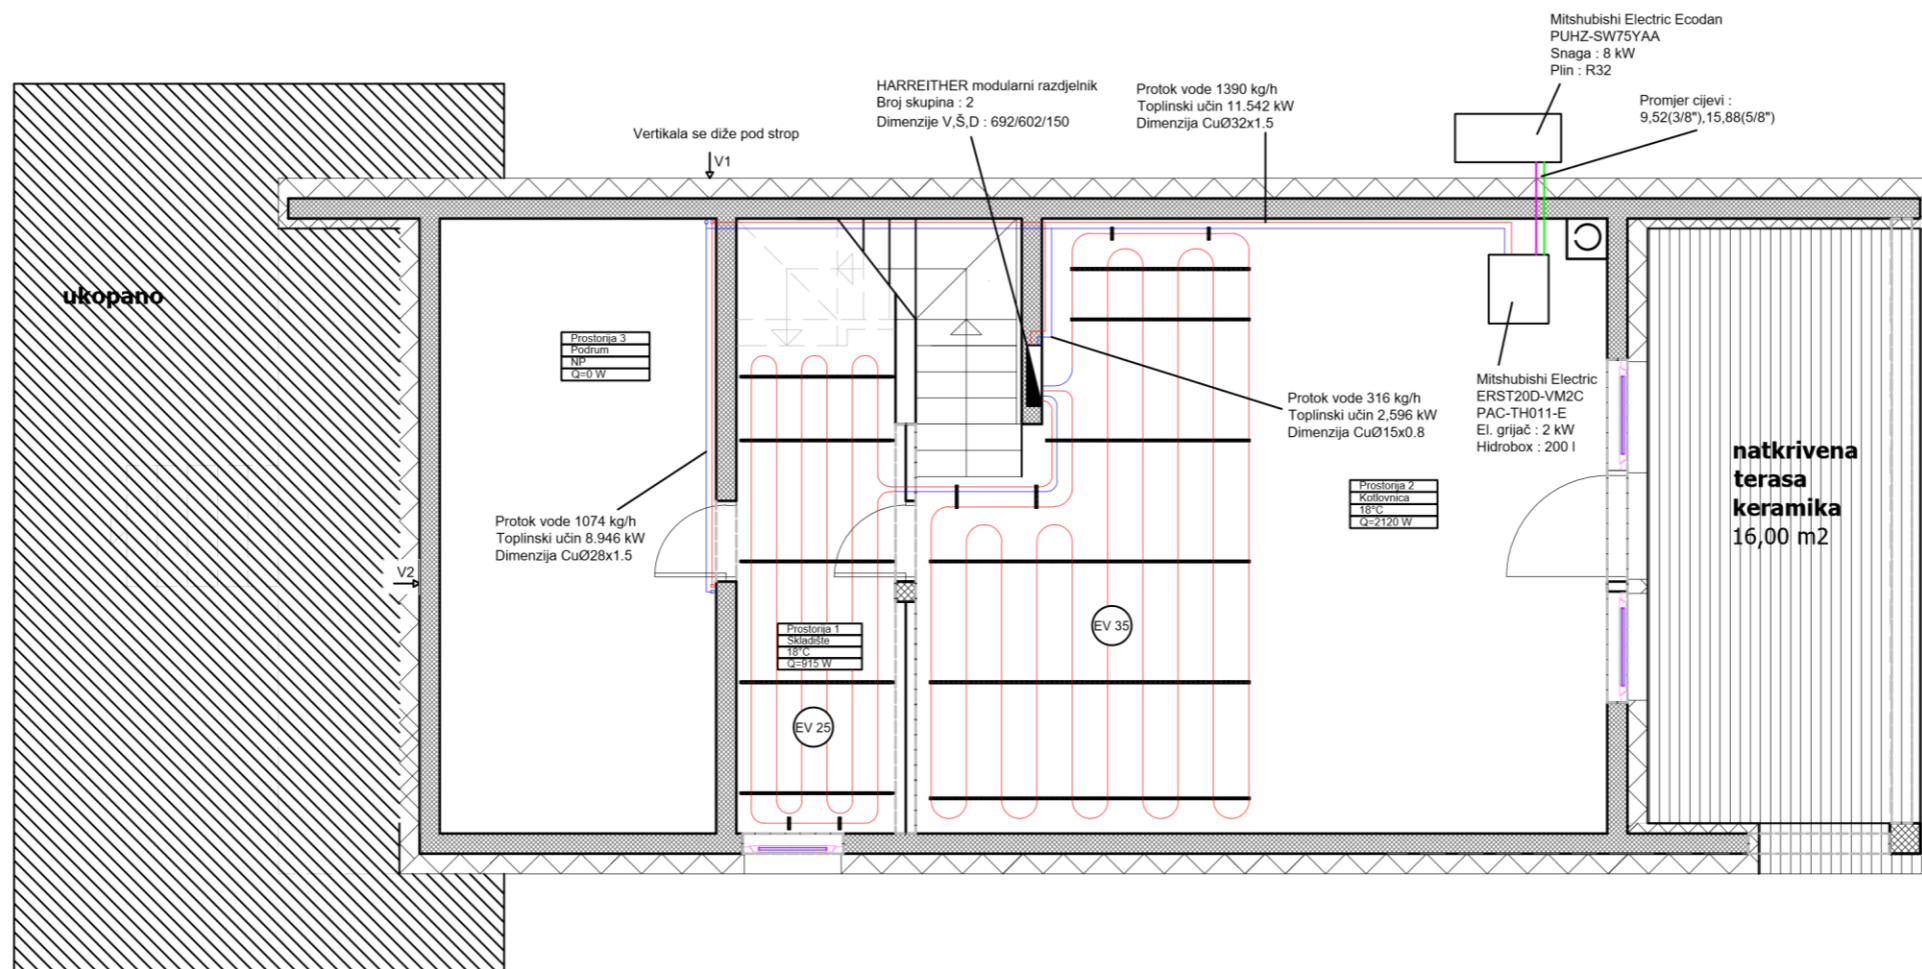 Mitshubishi Electric Ecodan
PUHZ-SW75YAA
Snaga : 8 kW
Plin : R32
HARREITHER modularni razdjelnik
Broj skupina : 2
Dimenzije V,Š,D : 692/602/150
Protok vode 1390 kg/h
Toplinski učin 11.542 kW
Dimenzija CuØ32x1.5
Promjer cijevi :
9,52(3/8"),15,88(5/8")
Vertikala se diže pod strop
V1
ukopano
Prostorija 3
Podrum
NP
Q=0 W
Mitshubishi Electric
ERST20D-VM2C
PAC-TH011-E
El. grijač : 2 kW
Hidrobox : 200 l
Protok vode 316 kg/h
Toplinski učin 2,596 kW
Dimenzija CuØ15x0.8
natkrivena
terasa
keramika
16,00 m2
Prostorija 2
Kotlovnica
18°C
Q=2120 W
Protok vode 1074 kg/h
Toplinski učin 8.946 kW
Dimenzija CuØ28x1.5
V2
EV 35
Prostorija 1
Skladište
18°C
Q=915 W
EV 25